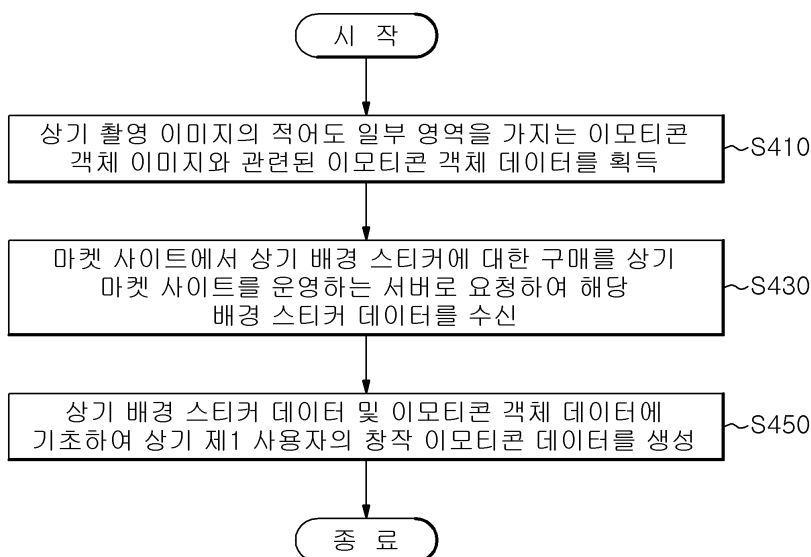 시 작
상기 촬영 이미지의 적어도 일부 영역을 가지는 이모티콘
객체 이미지와 관련된 이모티콘 객체 데이터를 획득
S410
마켓 사이트에서 상기 배경 스티커에 대한 구매를 상기
마켓 사이트를 운영하는 서버로 요청하여 해당
배경 스티커 데이터를 수신
S430
상기 배경 스티커 데이터 및 이모티콘 객체 데이터에
기초하여 상기 제1 사용자의 창작 이모티콘 데이터를 생성
S450
종 료